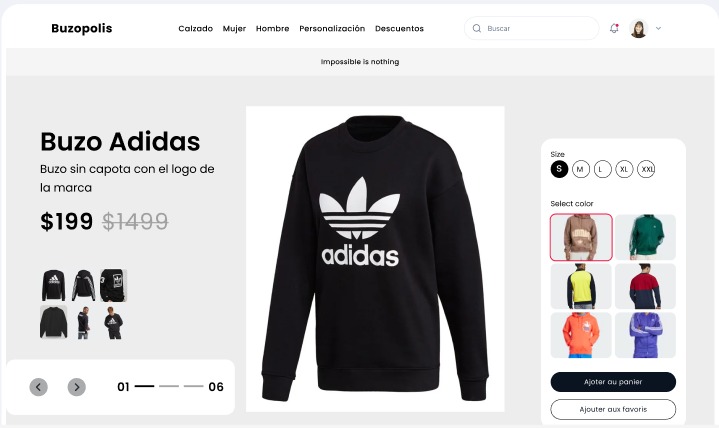 Buzopolis
Calzado Mujer Hombre Personalización Descuentos
Buscar
Impossible is nothing
Buzo Adidas
Buzo sin capota con el logo de
la marca
$199 $1499
adidas
Size
S M L XL XXL
Select color
01 06
Ajoter au panier
Ajouter aux favoris